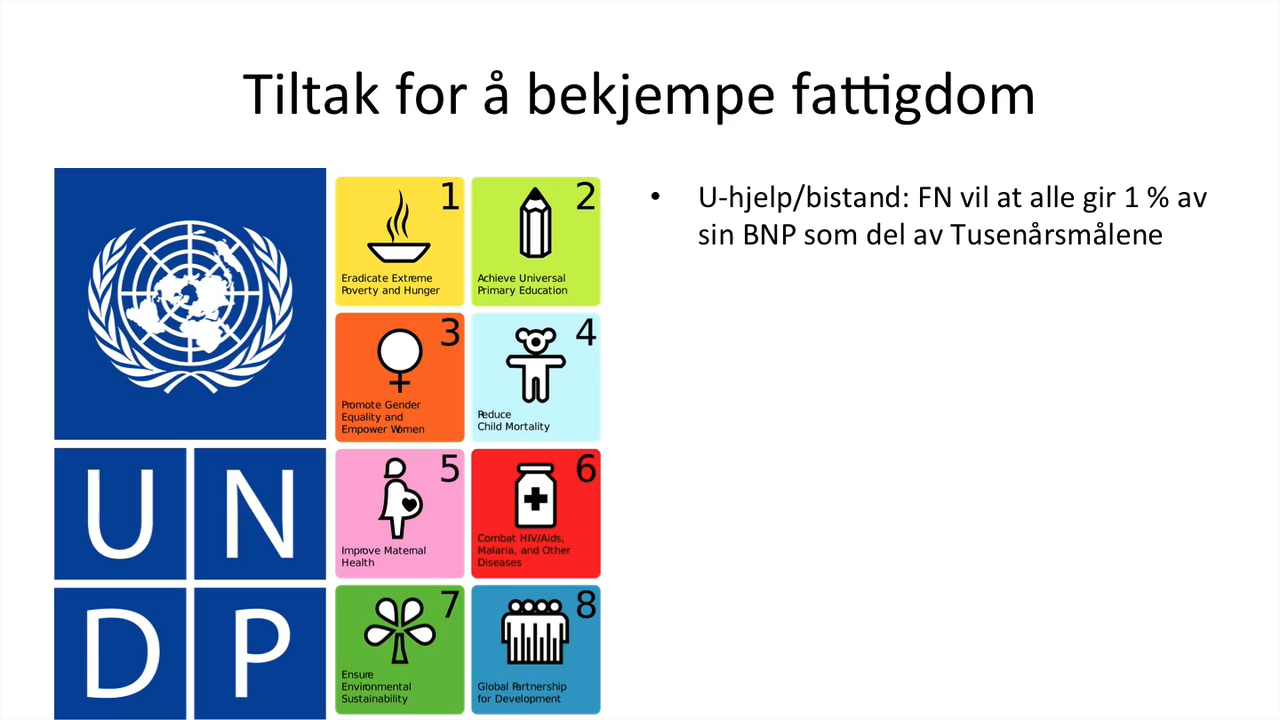 Tiltak for å bekjempe fattigdom
U N
D P
1
Eradicate Extreme
Poverty and Hunger
2
Achieve Universal
Primary Education
3
Promote Gender
Equality and
Empower Women
4
Reduce
Child Mortality
5
Improve Maternal
Health
6
Combat HIV/Aids,
Malaria, and Other
Diseases
7
Ensure
Environmental
Sustainability
8
Global Partnership
for Development
• U-hjelp/bistand: FN vil at alle gir 1 % av
sin BNP som del av Tusenårsmålene